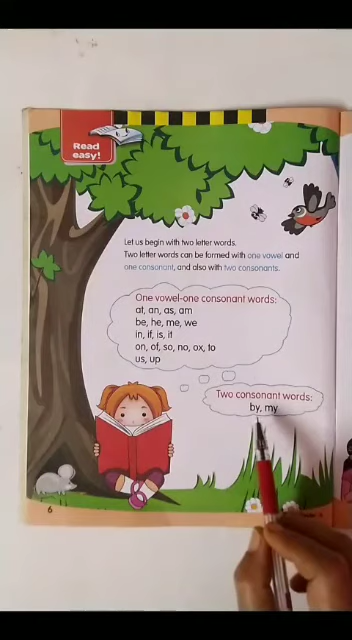 Read
easy!
Let us begin with two letter words.
Two letter words can be formed with one vowel and
one consonant, and also with two consonants.
One vowel-one consonant words:
at, an, as, am
be, he, me, we
in, if, is, it
on, of, so, no, ox, to
us, up
Two consonant words:
by, my
6